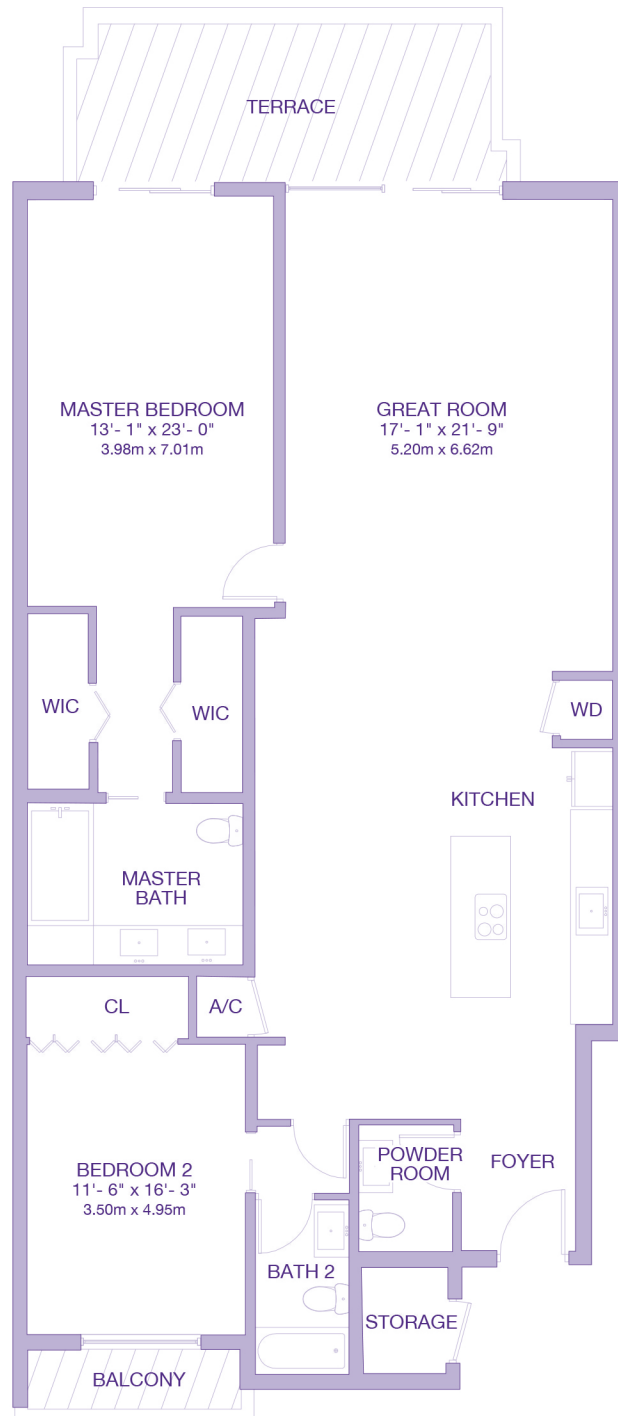 TERRACE
MASTER BEDROOM
13'- 1" x 23'- 0"
3.98m x 7.01m
GREAT ROOM
17'- 1" x 21'- 9"
5.20m x 6.62m
WIC
WIC
WD
KITCHEN
MASTER
BATH
CL
A/C
BEDROOM 2
11'- 6" x 16'- 3"
3.50m x 4.95m
POWDER
ROOM
FOYER
BATH 2
STORAGE
BALCONY